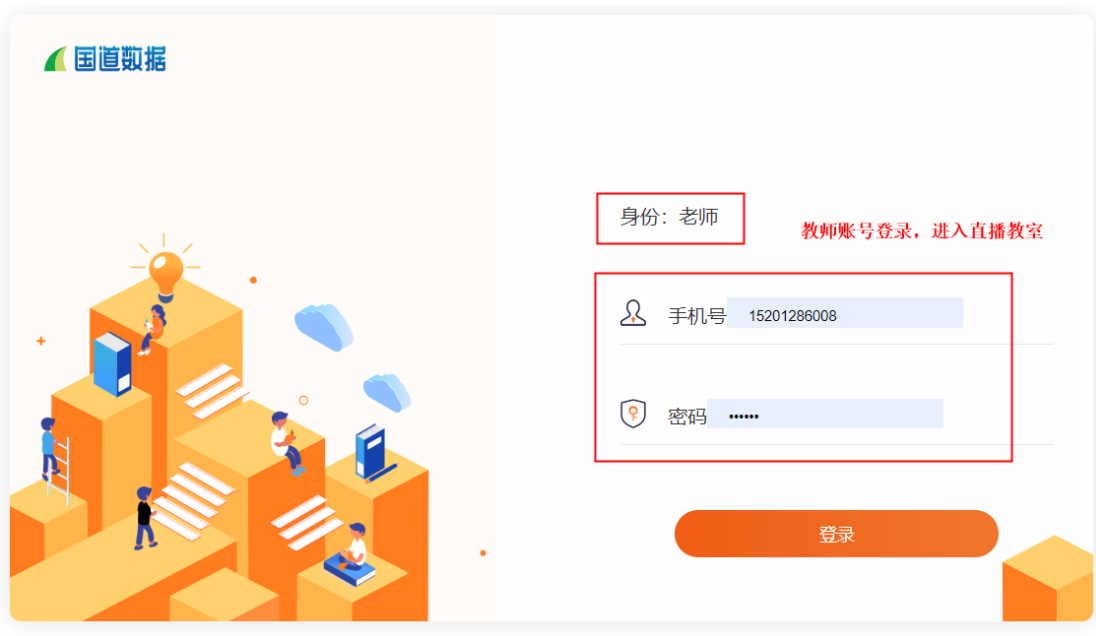 国道数据
身份：老师
教师账号登录，进入直播教室
手机号 15201286008
密码 ••••••
登录